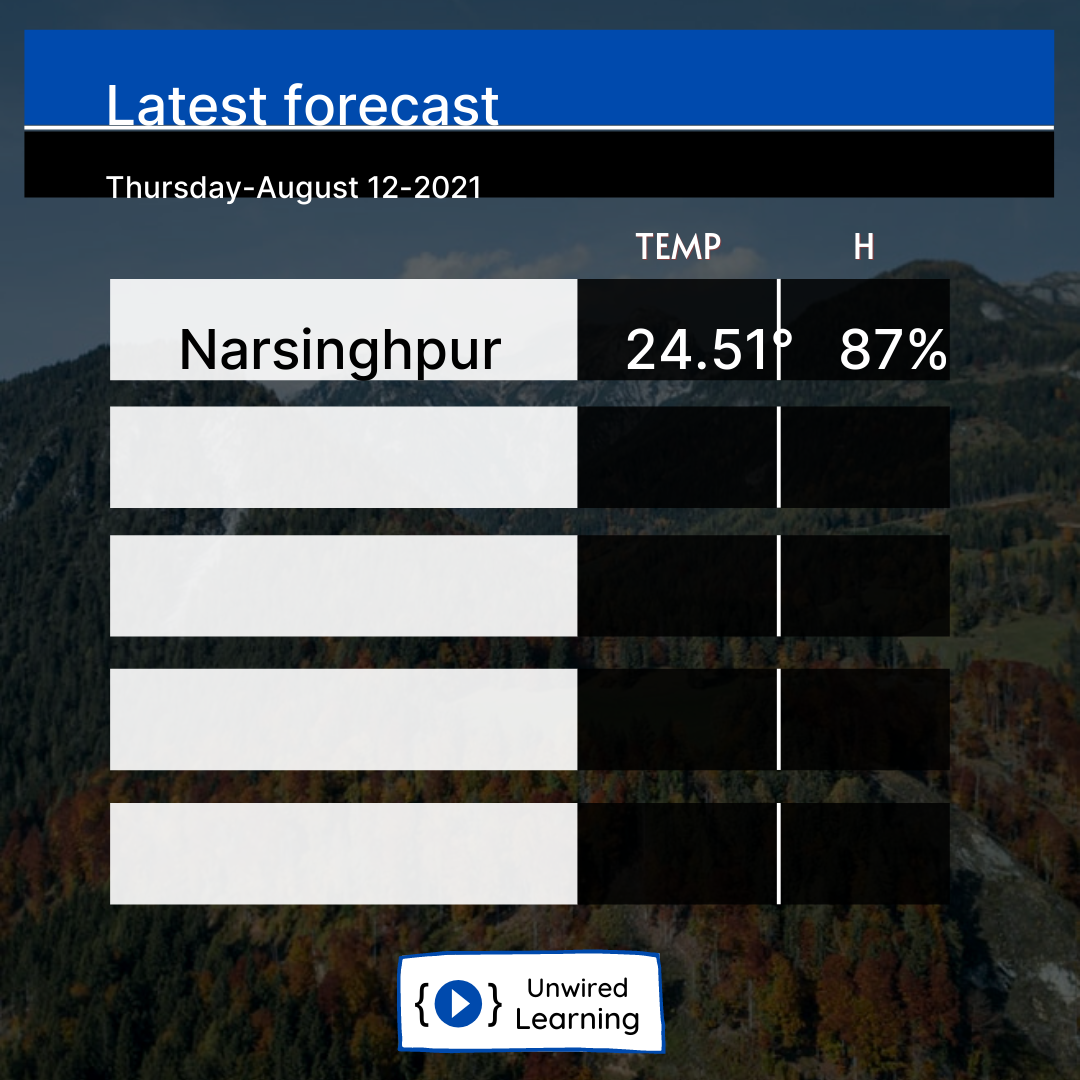 Latest forecast
Thursday-August 12-2021
TEMP H
Narsinghpur 24.51° 87%
{ } Unwired
Learning